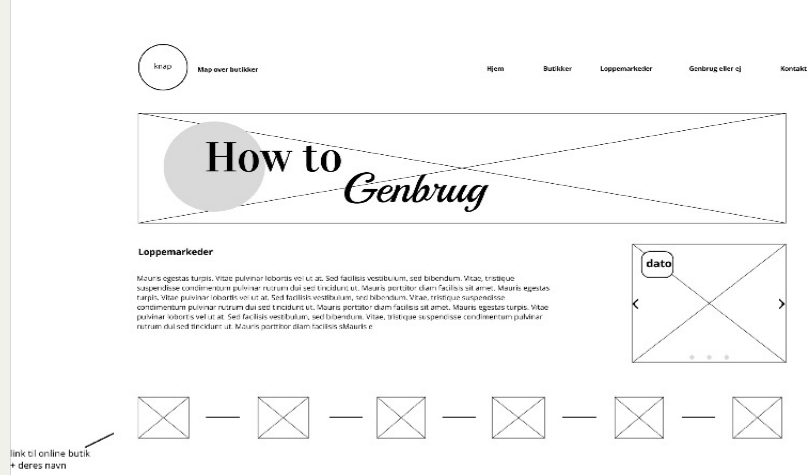 knap
Map over butikker
Hjem
Butikker
Loppemarkeder
Genbrug eller ej
Kontakt
How to
Genbrug
Loppemarkeder
Mauris egestas turpis. Vitae pulvinar lobortis vel ut at. Sed facilisis vestibulum, sed bibendum. Vitae, tristique
suspendisse condimentum pulvinar rutrum dui sed tincidunt ut. Mauris porttitor diam facilisis sit amet. Mauris egestas
turpis. Vitae pulvinar lobortis vel ut at. Sed facilisis vestibulum, sed bibendum. Vitae, tristique suspendisse
condimentum pulvinar rutrum dui sed tincidunt ut. Mauris porttitor diam facilisis sit amet. Mauris egestas turpis. Vitae
pulvinar lobortis vel ut at. Sed facilisis vestibulum, sed bibendum. Vitae, tristique suspendisse condimentum pulvinar
rutrum dui sed tincidunt ut. Mauris porttitor diam facilisis sMauris e
dato
link til online butik
+ deres navn